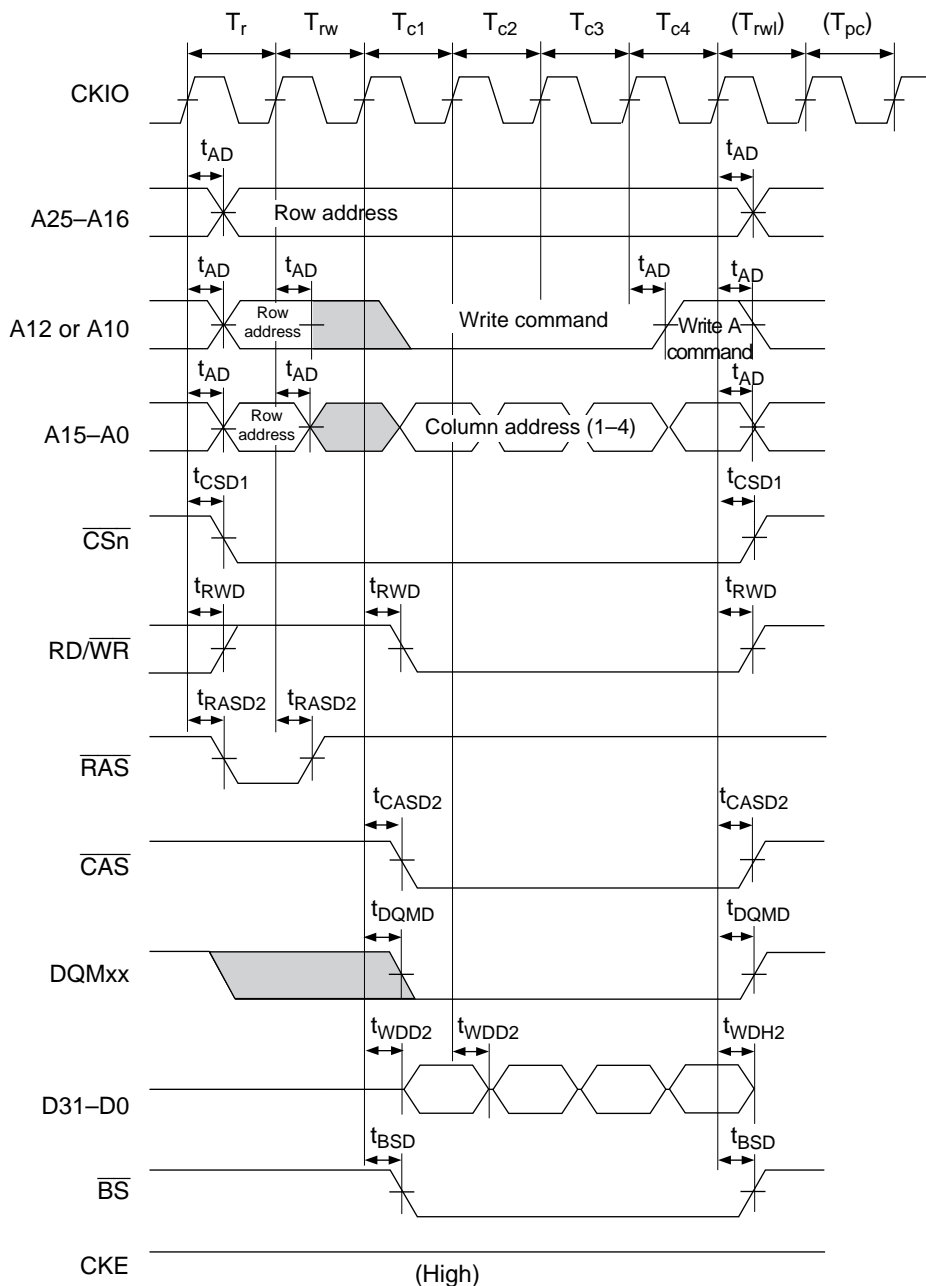 Tr Trw Tc1 Tc2 Tc3 Tc4 (Trwl) (Tpc)
CKIO
tAD tAD
A25–A16 Row address
tAD tAD tAD tAD
A12 or A10 Row address Write command Write A command
tAD tAD tAD
A15–A0 Row address Column address (1–4)
tCSD1 tCSD1
CSn
tRWD tRWD tRWD
RD/WR
tRASD2 tRASD2
RAS
tCASD2 tCASD2
CAS
tDQMD tDQMD
DQMxx
tWDD2 tWDD2 tWDH2
D31–D0
tBSD tBSD
BS
CKE (High)